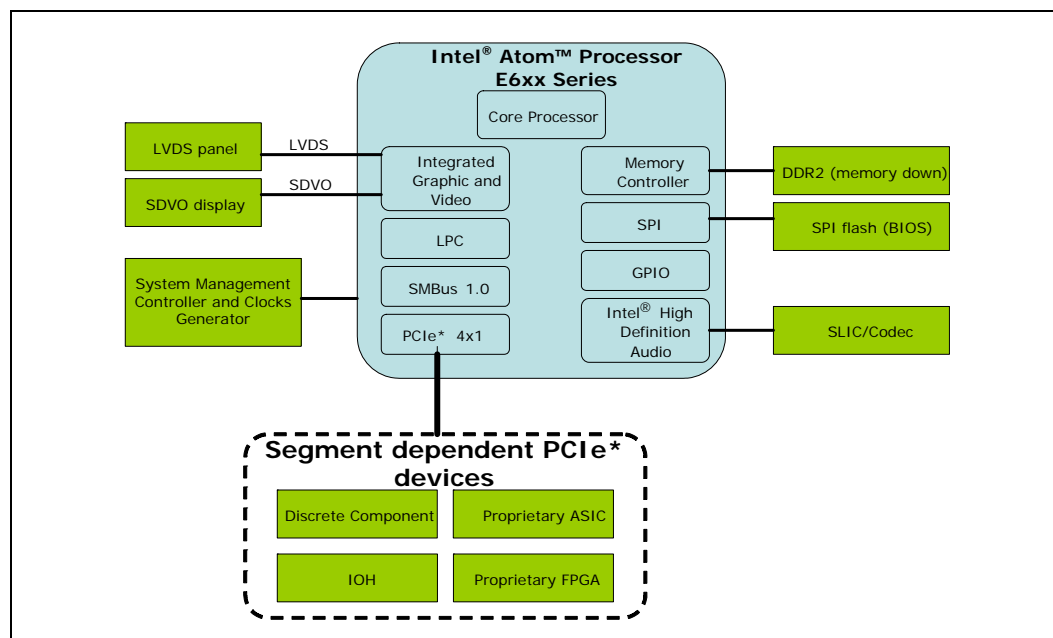 Intel® Atom™ Processor
E6xx Series
Core Processor
LVDS panel
LVDS
SDVO display
SDVO
Integrated
Graphic and
Video
LPC
SMBus 1.0
PCIe* 4x1
System Management
Controller and Clocks
Generator
Memory
Controller
SPI
GPIO
Intel® High
Definition
Audio
DDR2 (memory down)
SPI flash (BIOS)
SLIC/Codec
Segment dependent PCIe*
devices
Discrete Component
Proprietary ASIC
IOH
Proprietary FPGA